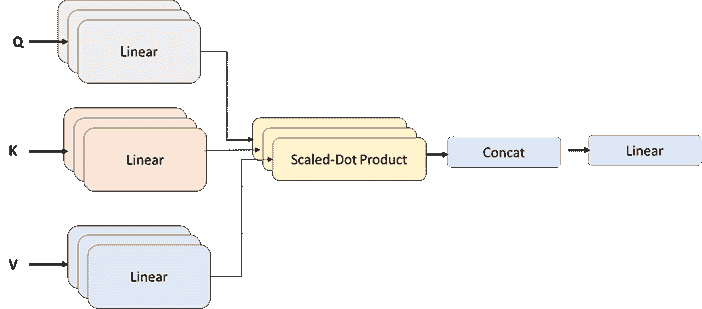 Q
Linear
K
Linear
V
Linear
Scaled-Dot Product
Concat
Linear